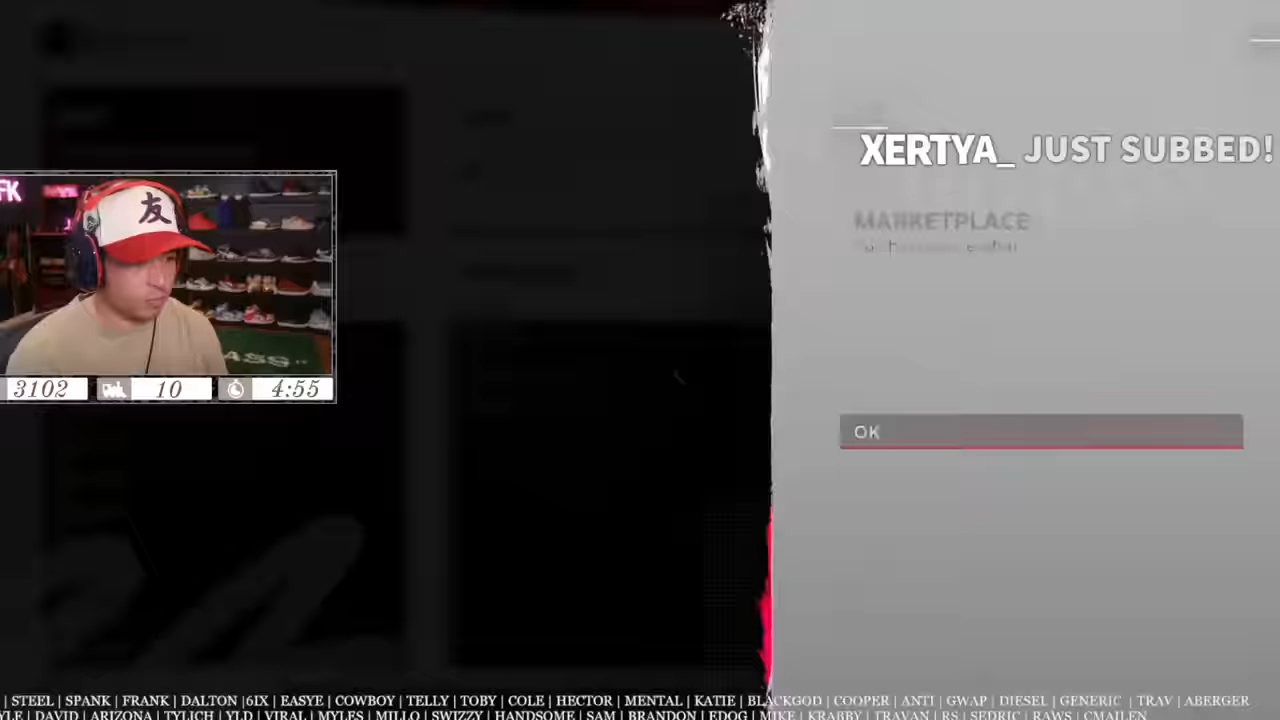 XERTYA_ JUST SUBBED!
MARKETPLACE
FK
友
ASS
3102
10
4:55
OK
| STEEL | SPANK | FRANK | DALTON | 6IX | EASYE | COWBOY | TELLY | TOBY | COLE | HECTOR | MENTAL | KATIE | BLACKGOD | COOPER | ANTI | GWAP | DIESEL | GENERIC | TRAV | ABERGER
YLE | DAVID | ARIZONA | TYLICH | YLD | VIRAL | MYLES | MILLO | SWIZZY | HANDSOME | SAM | BRANDON | EDOG | MIKE | KRABBY | TRAVAN | RS | SEDRIC | RAWS | CMAILEN